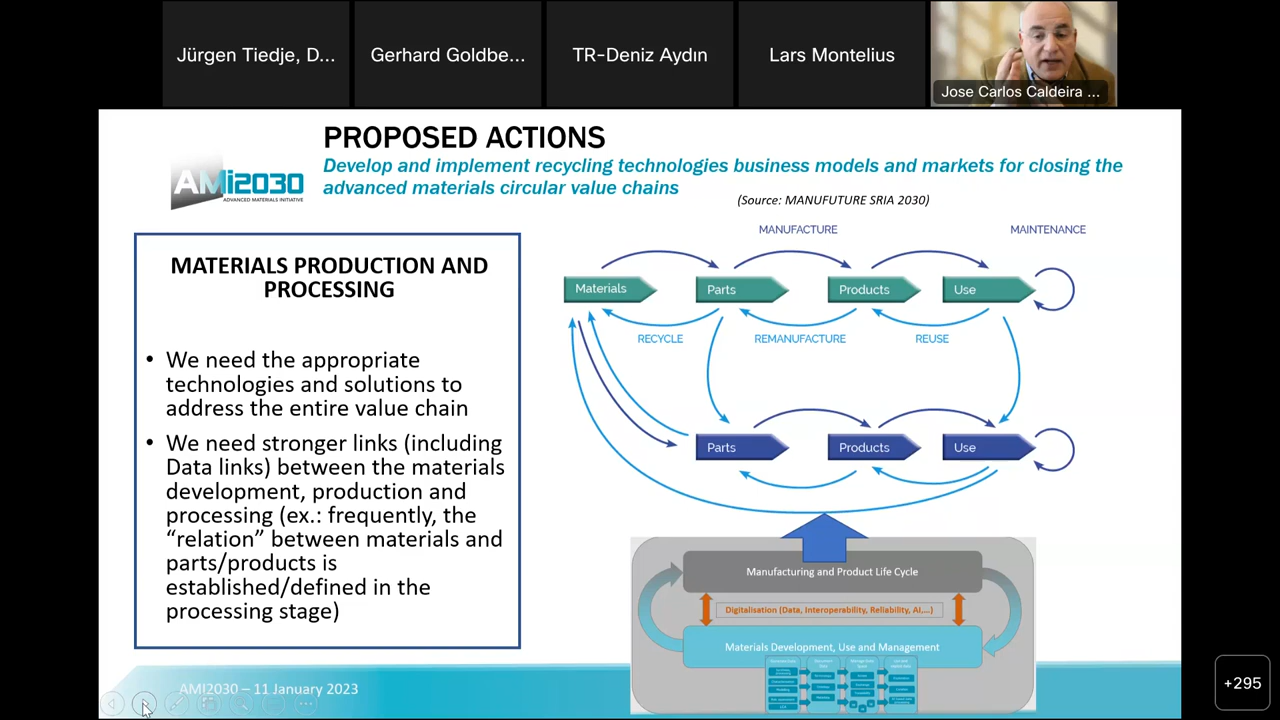 Jürgen Tiedje, D...
Gerhard Goldbe...
TR-Deniz Aydın
Lars Montelius
Jose Carlos Caldeira ...
PROPOSED ACTIONS
Develop and implement recycling technologies business models and markets for closing the
advanced materials circular value chains
(Source: MANUFUTURE SRIA 2030)
AMi2030
ADVANCED MATERIALS INITIATIVE
MATERIALS PRODUCTION AND
PROCESSING
• We need the appropriate
technologies and solutions to
address the entire value chain
• We need stronger links (including
Data links) between the materials
development, production and
processing (ex.: frequently, the
“relation” between materials and
parts/products is
established/defined in the
processing stage)
MANUFACTURE
MAINTENANCE
Materials
Parts
Products
Use
RECYCLE
REMANUFACTURE
REUSE
Parts
Products
Use
Manufacturing and Product Life Cycle
Digitalisation (Data, Interoperability, Reliability, AI,...)
Materials Development, Use and Management
AMI2030 – 11 January 2023
+295